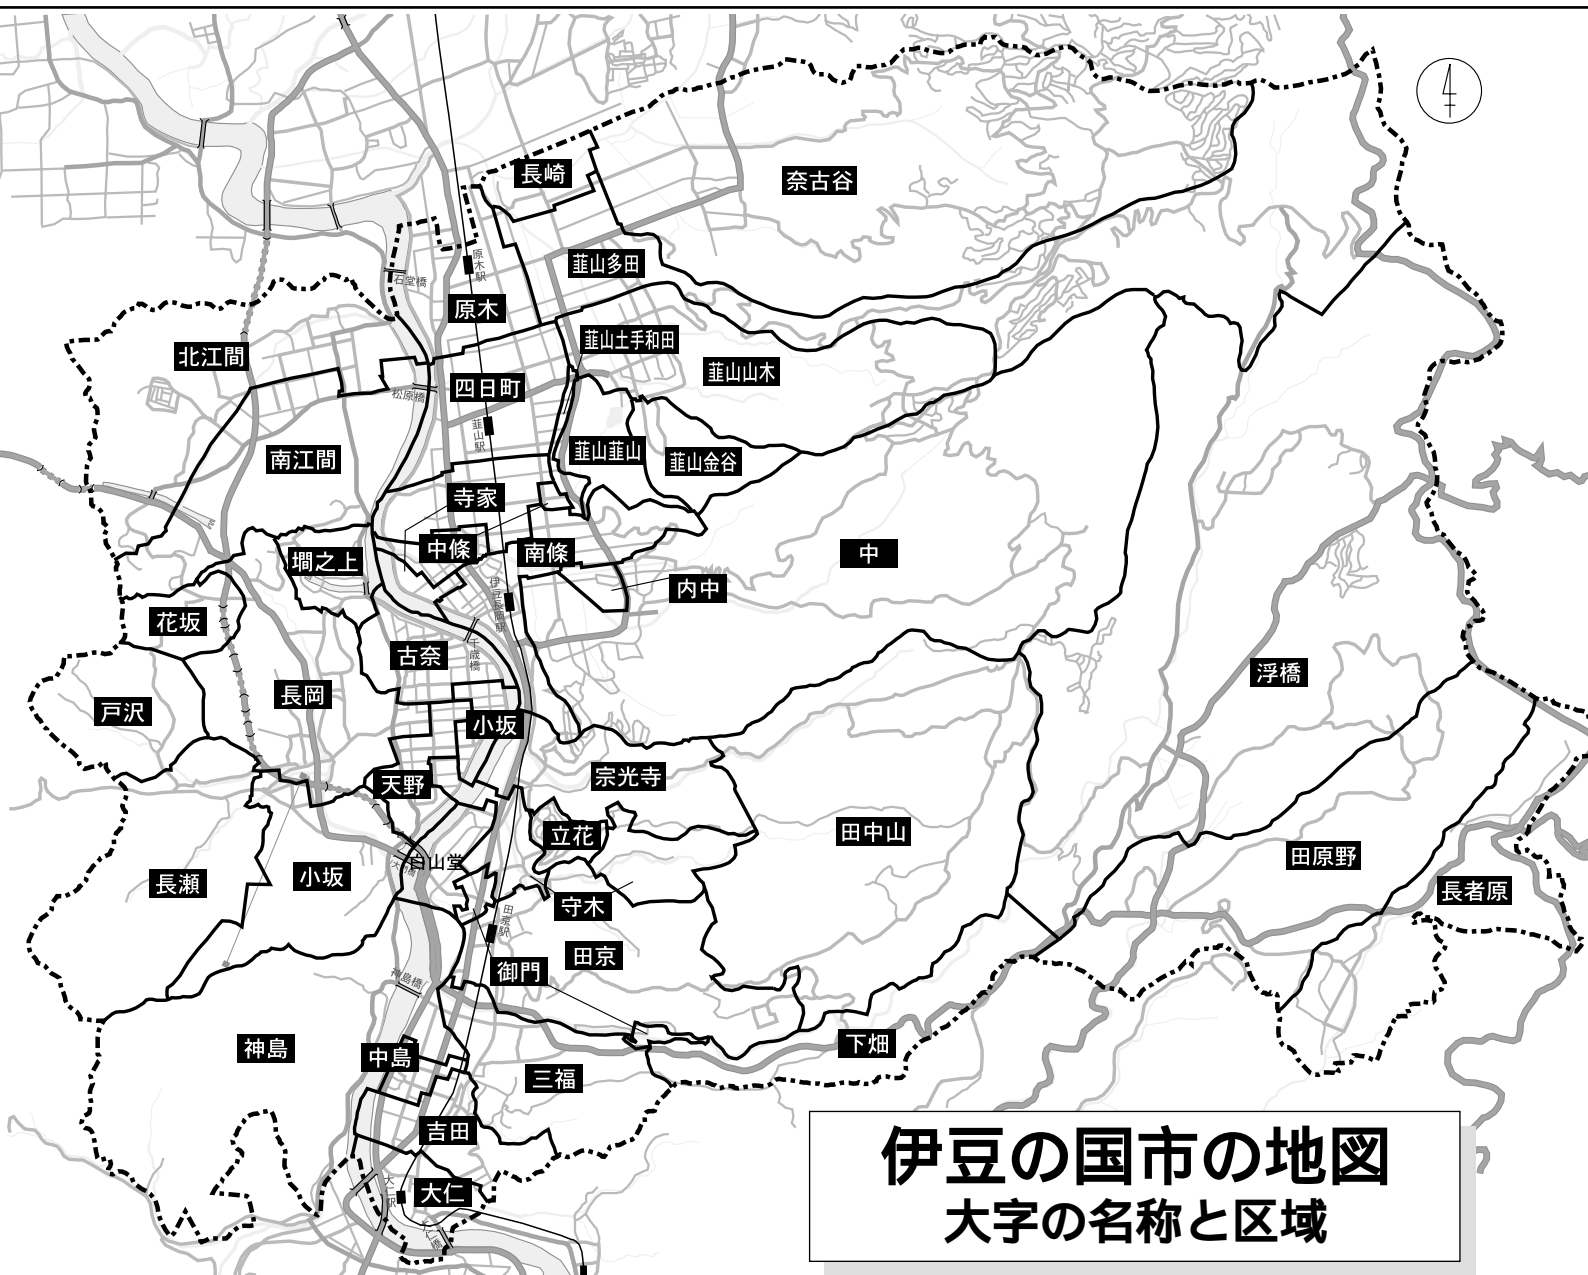 長崎
奈古谷
原木駅
韮山多田
石堂橋
原木
韮山土手和田
北江間
韮山山木
四日町
松原橋
韮山駅
南江間
韮山韮山
韮山金谷
寺家
中條
南條
中
墹之上
内中
伊豆長岡駅
花坂
千歳橋
古奈
浮橋
長岡
戸沢
小坂
宗光寺
天野
立花
田中山
白山堂
田原野
長瀬
小坂
長者原
守木
田京駅
田京
御門
神島橋
神島
中島
下畑
三福
吉田
大仁駅
大仁
大仁橋
伊豆の国市の地図
大字の名称と区域